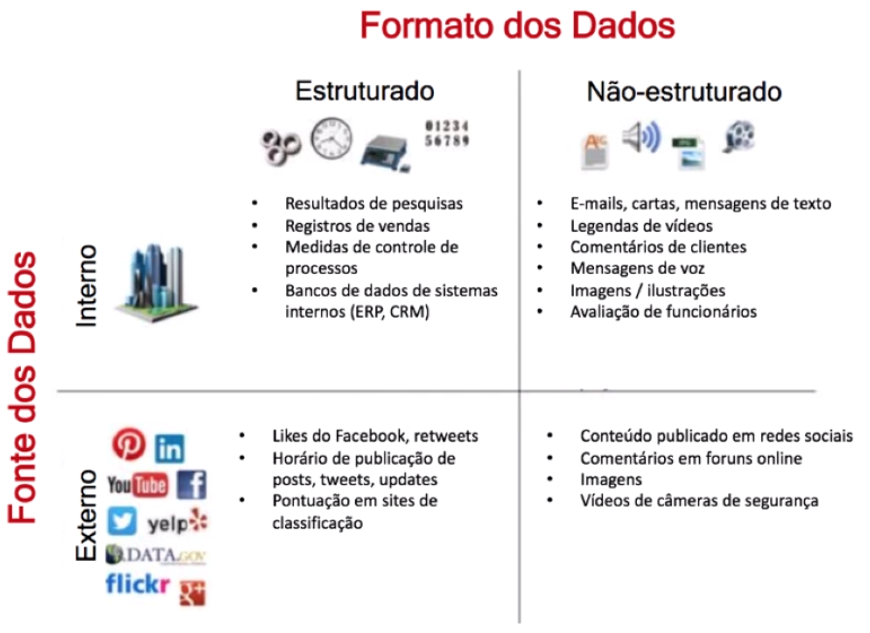 Formato dos Dados
Estruturado
Não-estruturado
01234
56789
Fonte dos Dados
Interno
• Resultados de pesquisas
• Registros de vendas
• Medidas de controle de
processos
• Bancos de dados de sistemas
internos (ERP, CRM)
• E-mails, cartas, mensagens de texto
• Legendas de vídeos
• Comentários de clientes
• Mensagens de voz
• Imagens / ilustrações
• Avaliação de funcionários
Externo
in
YouTube
f
yelp
DATA.GOV
flickr
g+
• Likes do Facebook, retweets
• Horário de publicação de
posts, tweets, updates
• Pontuação em sites de
classificação
• Conteúdo publicado em redes sociais
• Comentários em foruns online
• Imagens
• Vídeos de câmeras de segurança